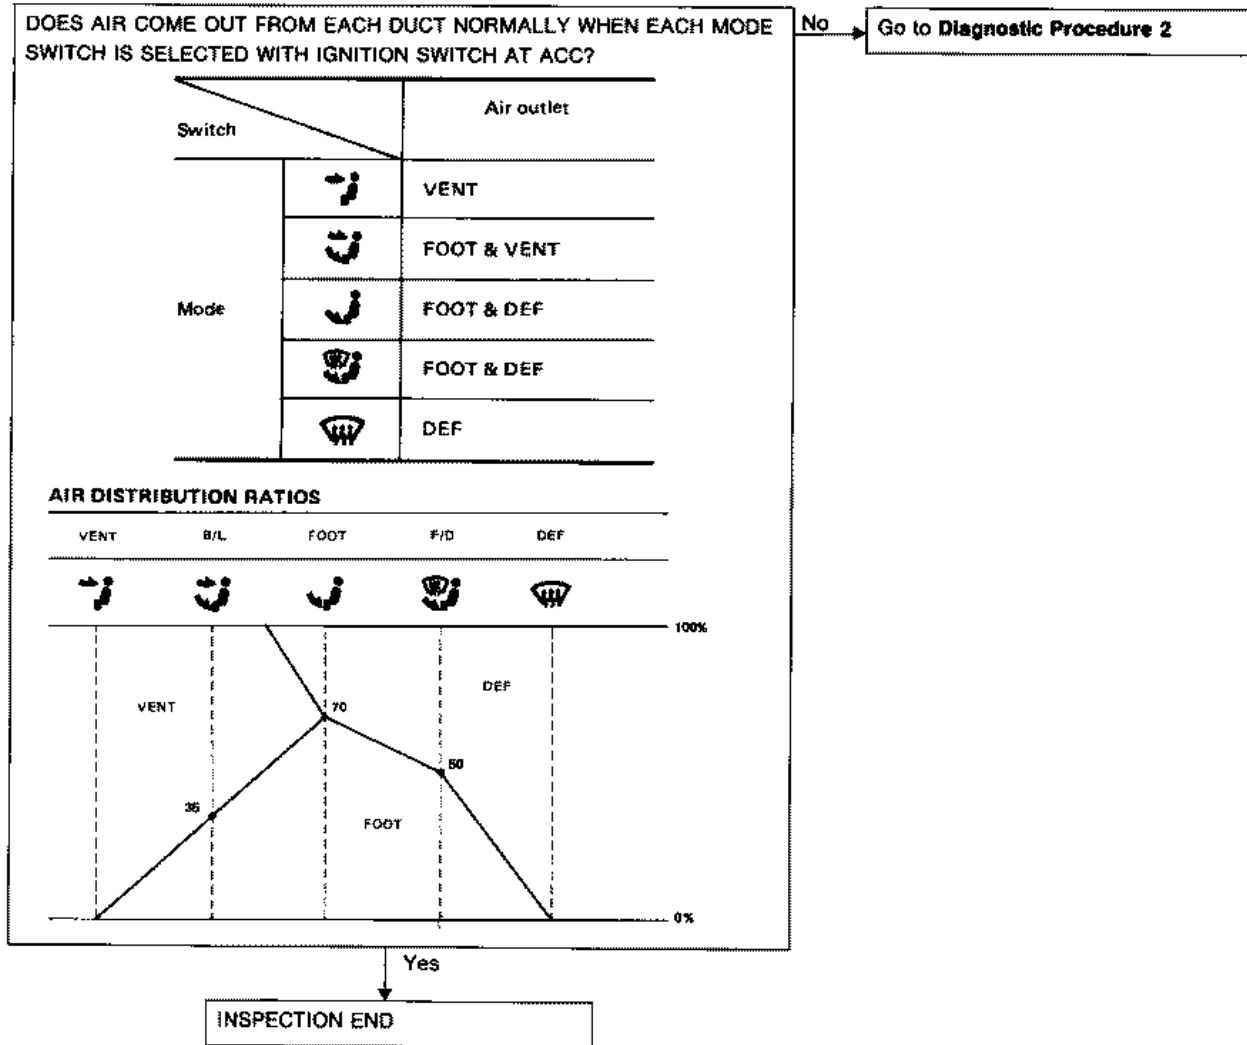 DOES AIR COME OUT FROM EACH DUCT NORMALLY WHEN EACH MODE
SWITCH IS SELECTED WITH IGNITION SWITCH AT ACC?
No
Go to Diagnostic Procedure 2
Switch
Air outlet
Mode
VENT
FOOT & VENT
FOOT & DEF
FOOT & DEF
DEF
AIR DISTRIBUTION RATIOS
VENT B/L FOOT F/D DEF
100%
VENT
DEF
70
50
35
FOOT
0%
Yes
INSPECTION END